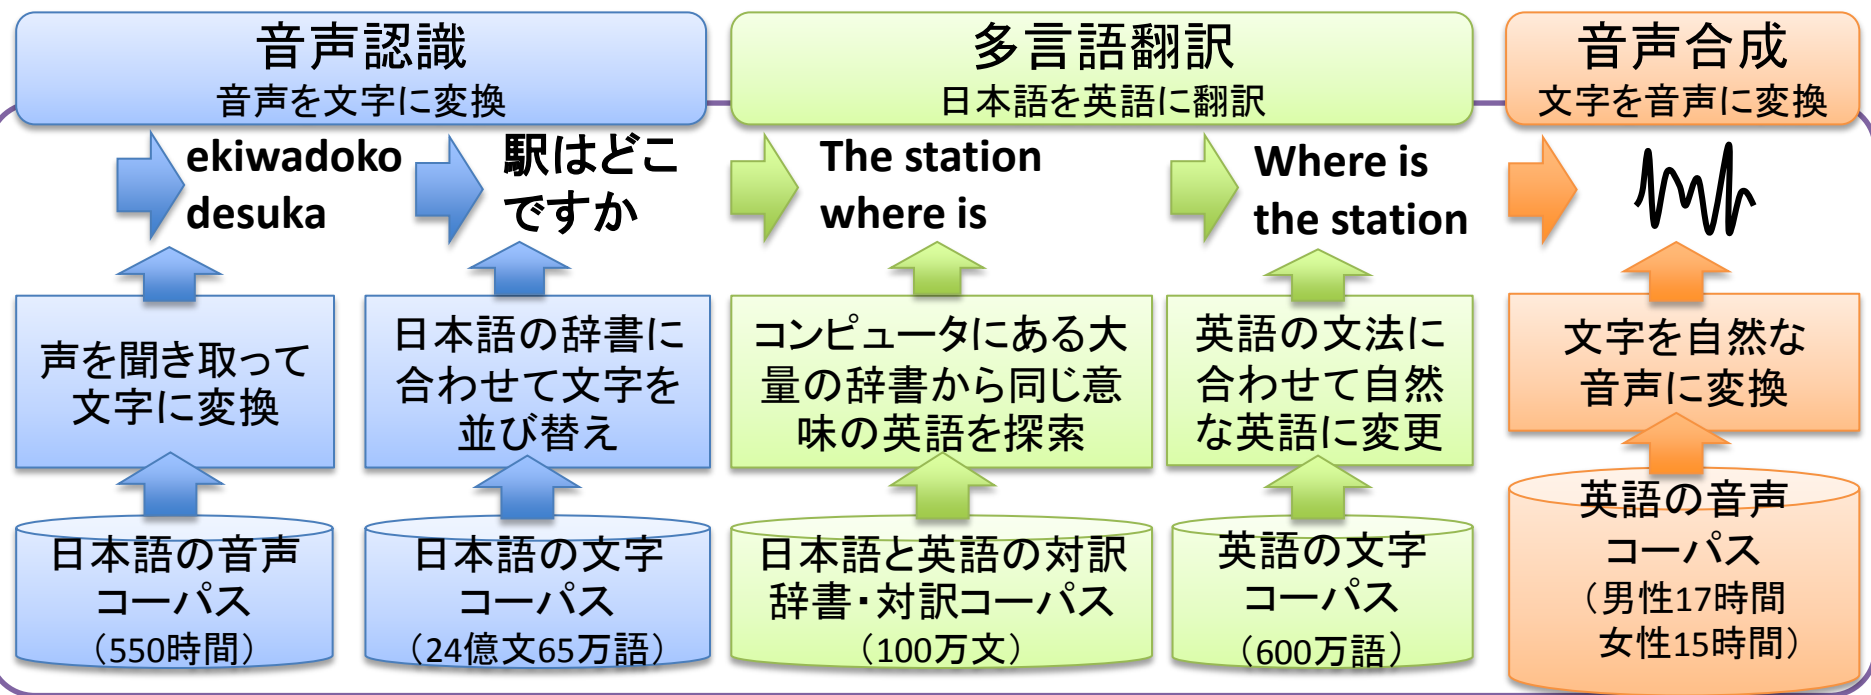 音声認識
音声を文字に変換
多言語翻訳
日本語を英語に翻訳
音声合成
文字を音声に変換
ekiwadoko
desuka
駅はどこ
ですか
The station
where is
Where is
the station
声を聞き取って
文字に変換
日本語の辞書に
合わせて文字を
並び替え
コンピュータにある大
量の辞書から同じ意
味の英語を探索
英語の文法に
合わせて自然
な英語に変更
文字を自然な
音声に変換
日本語の音声
コーパス
（550時間）
日本語の文字
コーパス
（24億文65万語）
日本語と英語の対訳
辞書・対訳コーパス
（100万文）
英語の文字
コーパス
（600万語）
英語の音声
コーパス
（男性17時間
女性15時間）